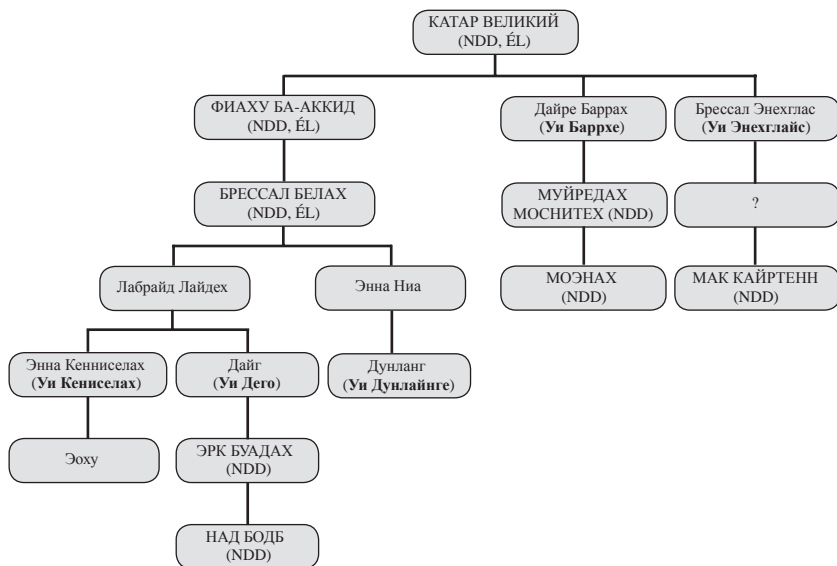 КАТАР ВЕЛИКИЙ
(NDD, ÉL)
ФИАХУ БА-АККИД
(NDD, ÉL)
Дайре Баррах
(Уи Баррхе)
Брессал Энехглас
(Уи Энехглайс)
БРЕССАЛ БЕЛАХ
(NDD, ÉL)
МУЙРЕДАХ
МОСНИТЕХ (NDD)
?
Лабрайд Лайдех
Энна Ниа
МОЭНАХ
(NDD)
МАК КАЙРТЕНН
(NDD)
Энна Кенниселах
(Уи Кениселах)
Дайг
(Уи Дего)
Дунланг
(Уи Дунлайнге)
Эоху
ЭРК БУАДАХ
(NDD)
НАД БОДБ
(NDD)